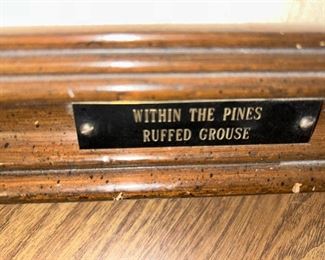 WITHIN THE PINES
RUFFED GROUSE